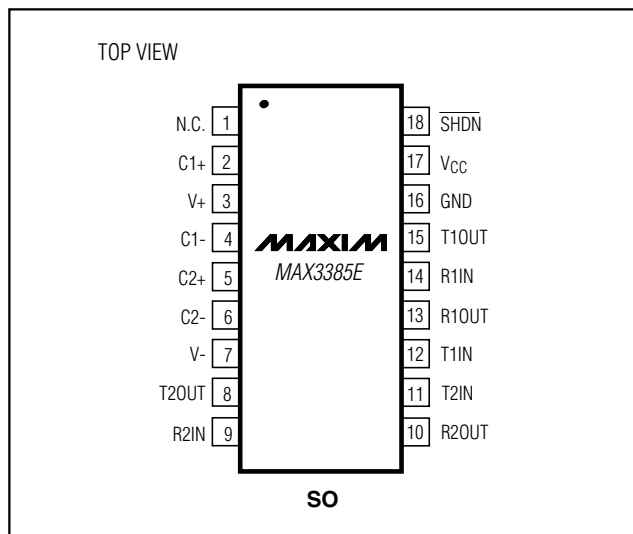 TOP VIEW
N.C. 1
18 SHDN
C1+ 2
17 VCC
V+ 3
16 GND
C1- 4
15 T1OUT
MAXIM
MAX3385E
C2+ 5
14 R1IN
C2- 6
13 R1OUT
V- 7
12 T1IN
T2OUT 8
11 T2IN
R2IN 9
10 R2OUT
SO